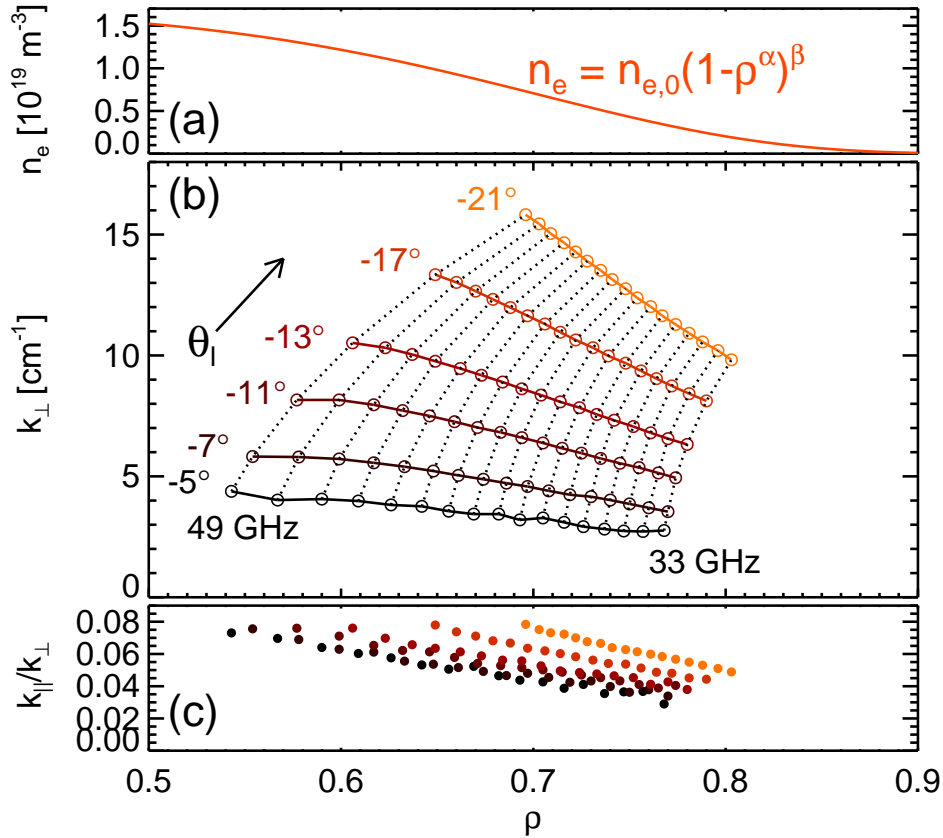 1.5
1.0
0.5
0.0
n_e [10^19 m^-3]
(a)
n_e = n_e,0(1-ρ^α)^β
(b)
15
10
5
0
k_⊥ [cm^-1]
-21°
-17°
-13°
-11°
-7°
-5°
θ_I
49 GHz
33 GHz
0.08
0.06
0.04
0.02
0.00
k_||/k_⊥
(c)
0.5 0.6 0.7 0.8 0.9
ρ